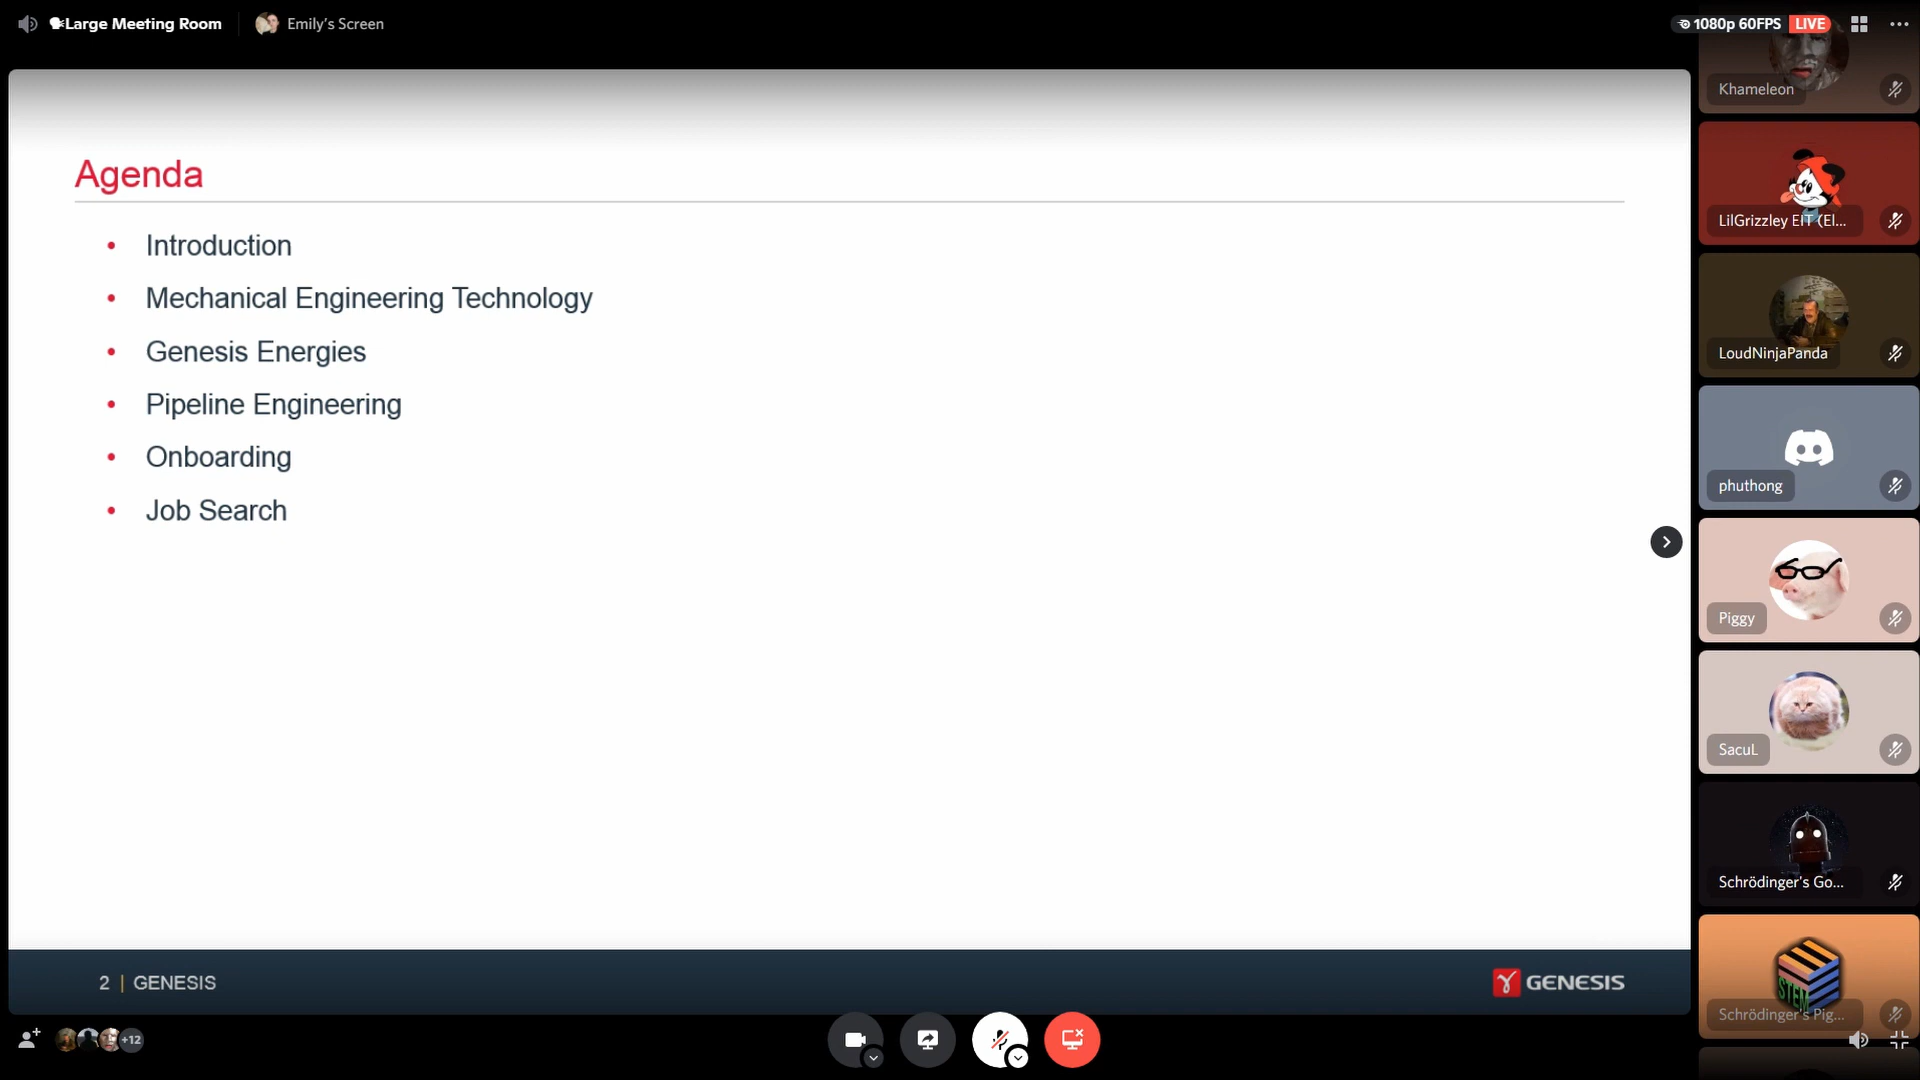 🗣Large Meeting Room
Emily's Screen
1080p 60FPS LIVE
Agenda
• Introduction
• Mechanical Engineering Technology
• Genesis Energies
• Pipeline Engineering
• Onboarding
• Job Search
2 | GENESIS
GENESIS
+12
Khameleon
LilGrizzley EIT (El...
LoudNinjaPanda
phuthong
Piggy
SacuL
Schrödinger's Go...
STEM
Schrödinger's Pig...